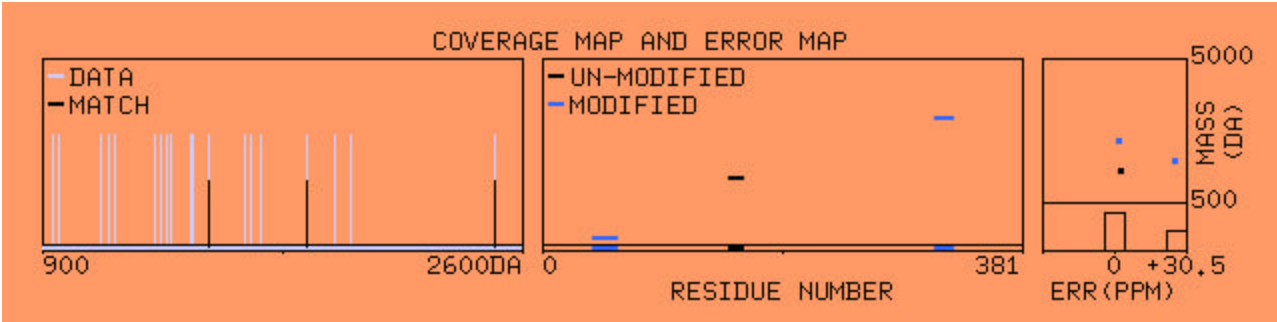 COVERAGE MAP AND ERROR MAP
DATA
MATCH
900 2600DA
UN-MODIFIED
MODIFIED
0 381
RESIDUE NUMBER
5000
MASS
(DA)
500
0 +30.5
ERR(PPM)